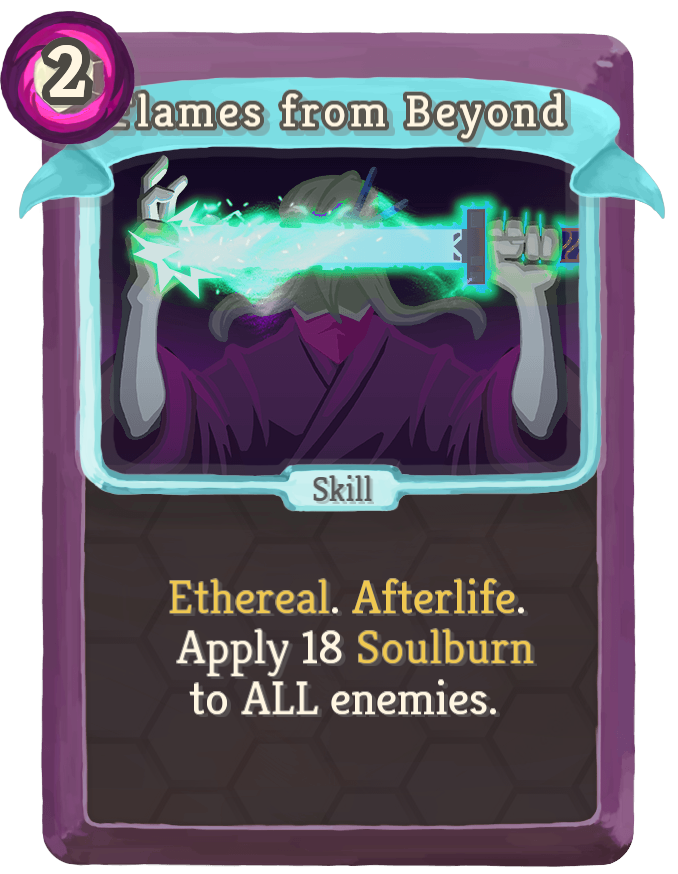 2
Flames from Beyond
Skill
Ethereal. Afterlife.
Apply 18 Soulburn
to ALL enemies.